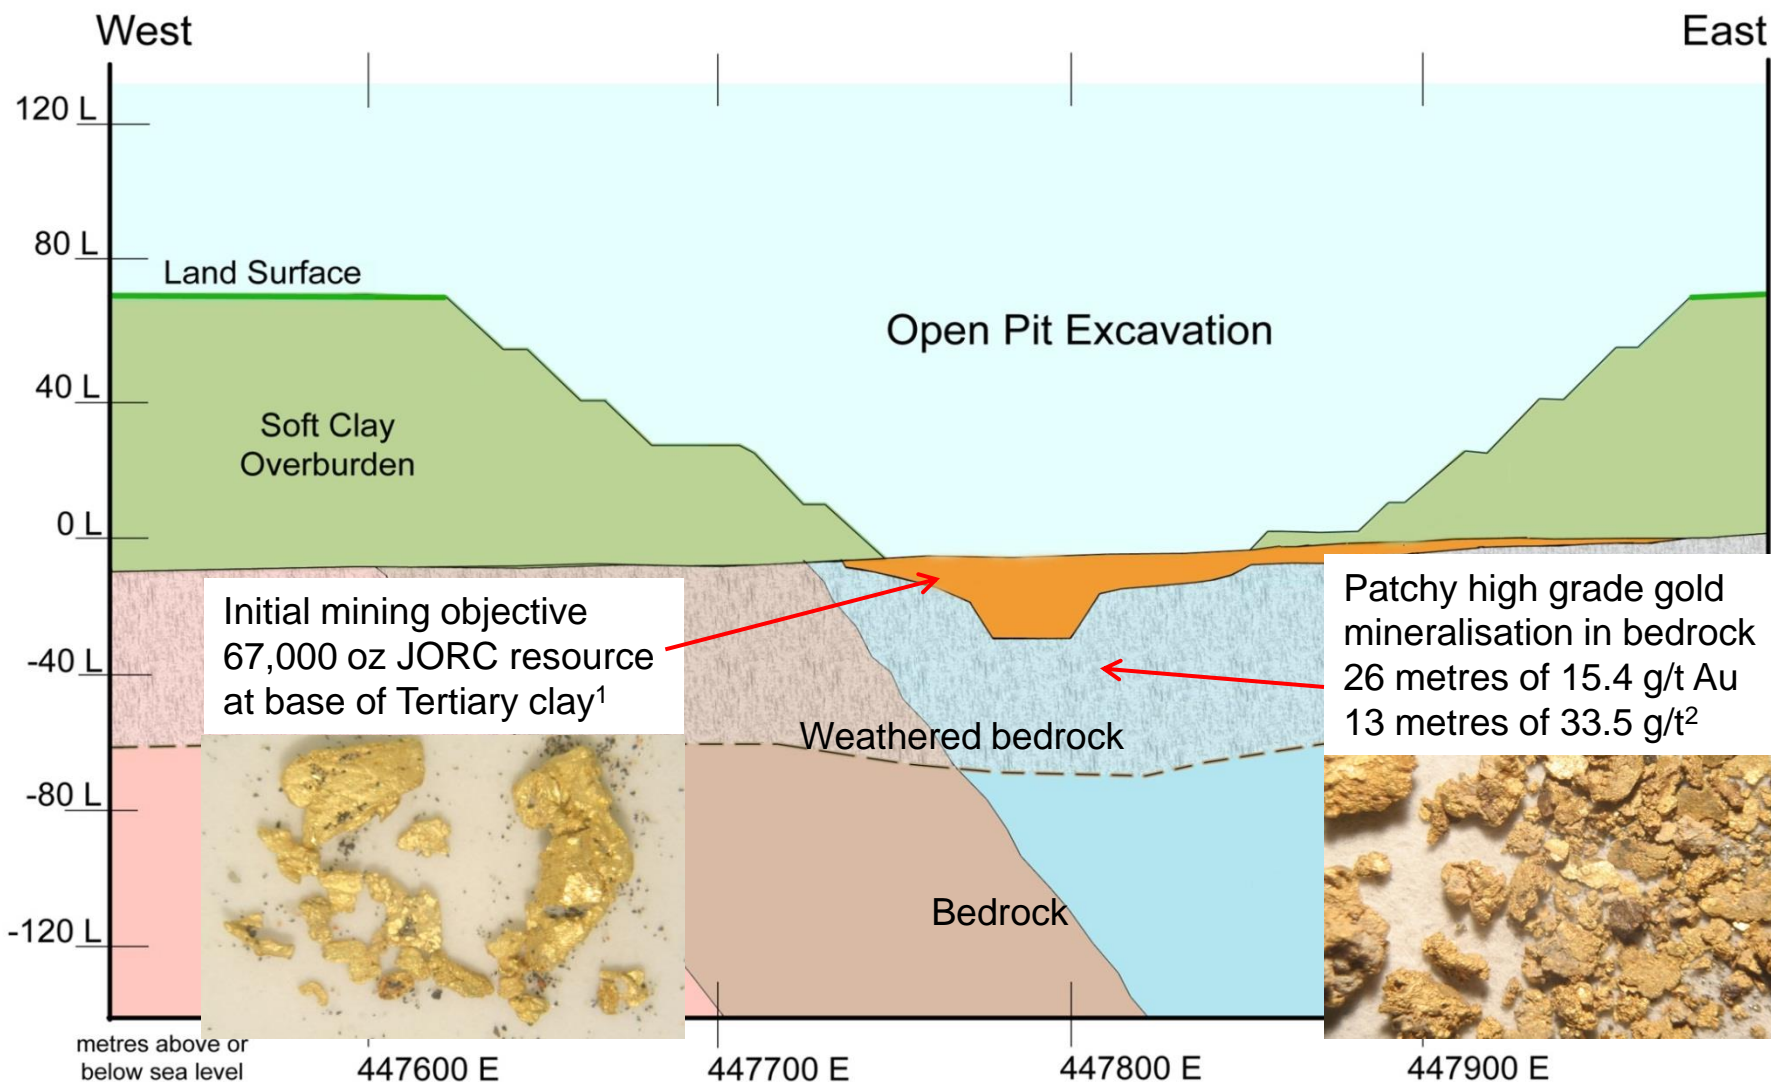 West
East
120 L
80 L
Land Surface
Open Pit Excavation
40 L
Soft Clay
Overburden
0 L
Initial mining objective
67,000 oz JORC resource
at base of Tertiary clay¹
Patchy high grade gold
mineralisation in bedrock
26 metres of 15.4 g/t Au
13 metres of 33.5 g/t²
-40 L
Weathered bedrock
-80 L
Bedrock
-120 L
metres above or
below sea level
447600 E
447700 E
447800 E
447900 E